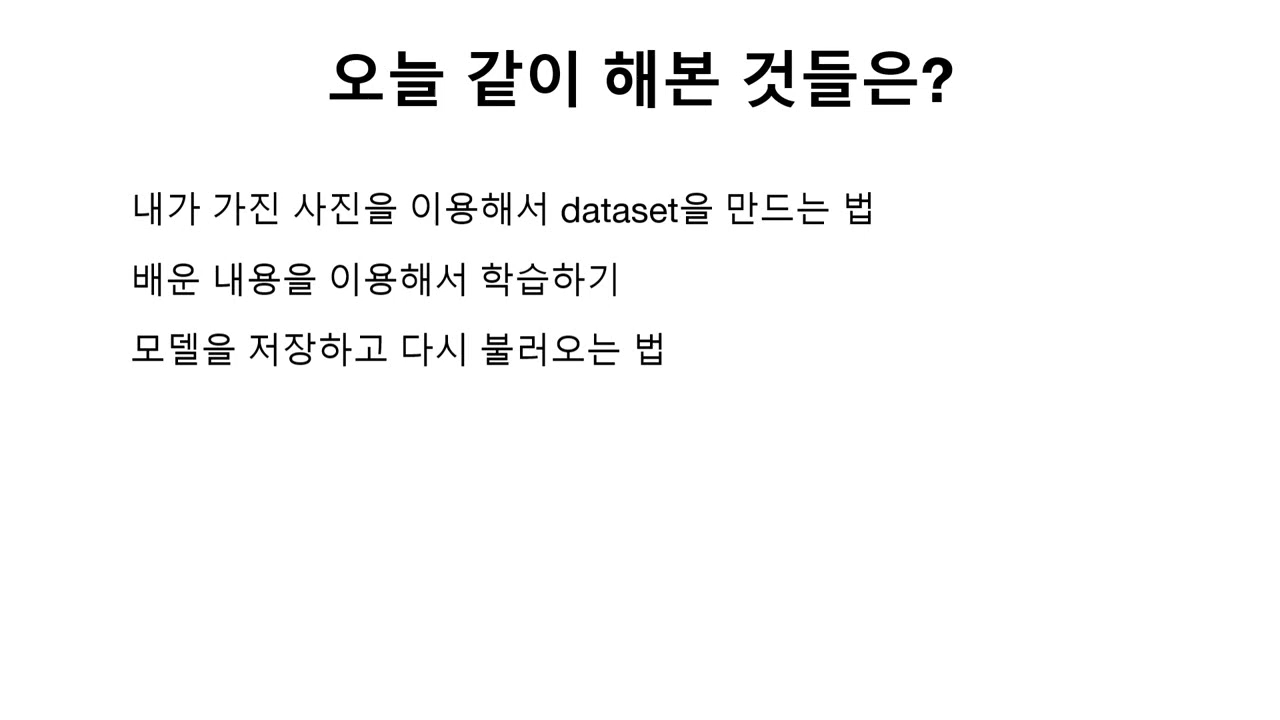 오늘 같이 해본 것들은?
내가 가진 사진을 이용해서 dataset을 만드는 법
배운 내용을 이용해서 학습하기
모델을 저장하고 다시 불러오는 법